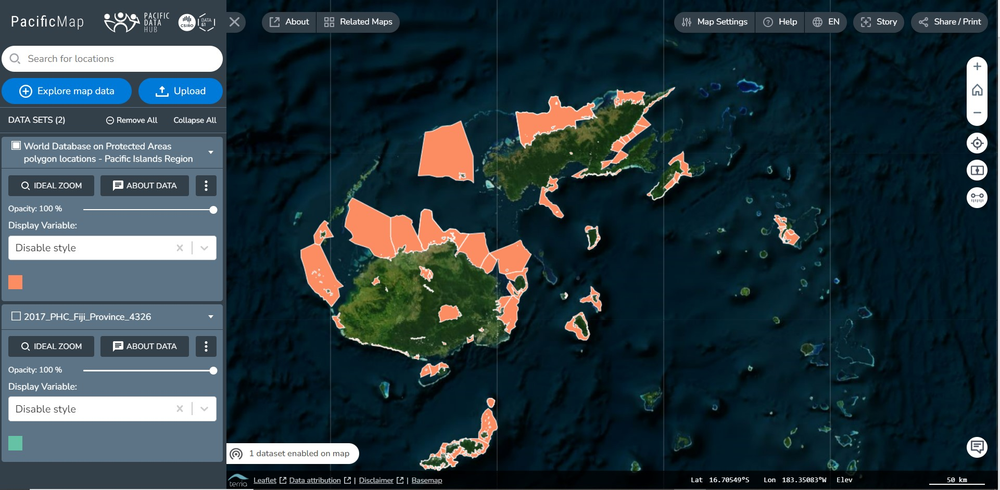 PacificMap
PACIFIC
DATA
HUB
CSIRO
DATA
61
About
Related Maps
Map Settings
Help
EN
Story
Share / Print
Search for locations
Explore map data
Upload
DATA SETS (2)
Remove All
Collapse All
World Database on Protected Areas
polygon locations - Pacific Islands Region
IDEAL ZOOM
ABOUT DATA
Opacity: 100 %
Display Variable:
Disable style
2017_PHC_Fiji_Province_4326
IDEAL ZOOM
ABOUT DATA
Opacity: 100 %
Display Variable:
Disable style
1 dataset enabled on map
terria
Leaflet Data attribution | Disclaimer | Basemap
Lat 16.70549°S Lon 183.35083°W Elev
50 km